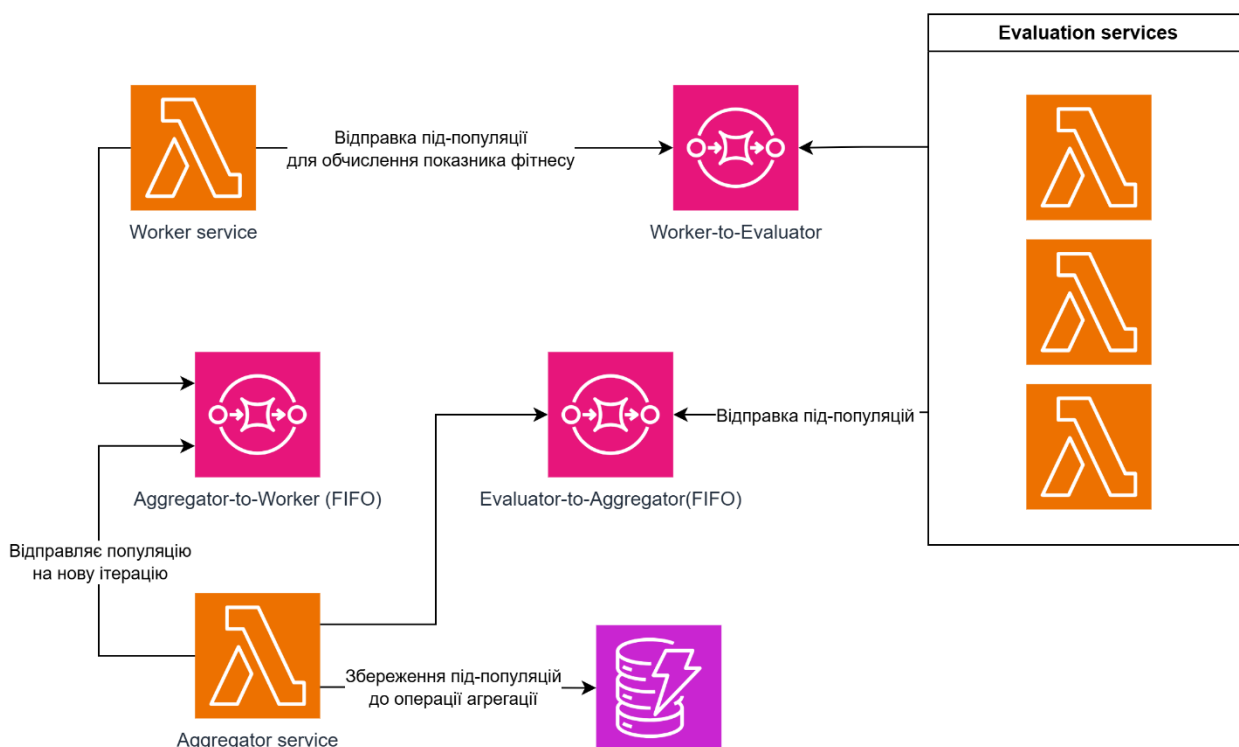 Evaluation services
Відправка під-популяції
для обчислення показника фітнесу
Worker service
Worker-to-Evaluator
Відправка під-популяцій
Aggregator-to-Worker (FIFO)
Evaluator-to-Aggregator(FIFO)
Відправляє популяцію
на нову ітерацію
Збереження під-популяцій
до операції агрегації
Aggregator service